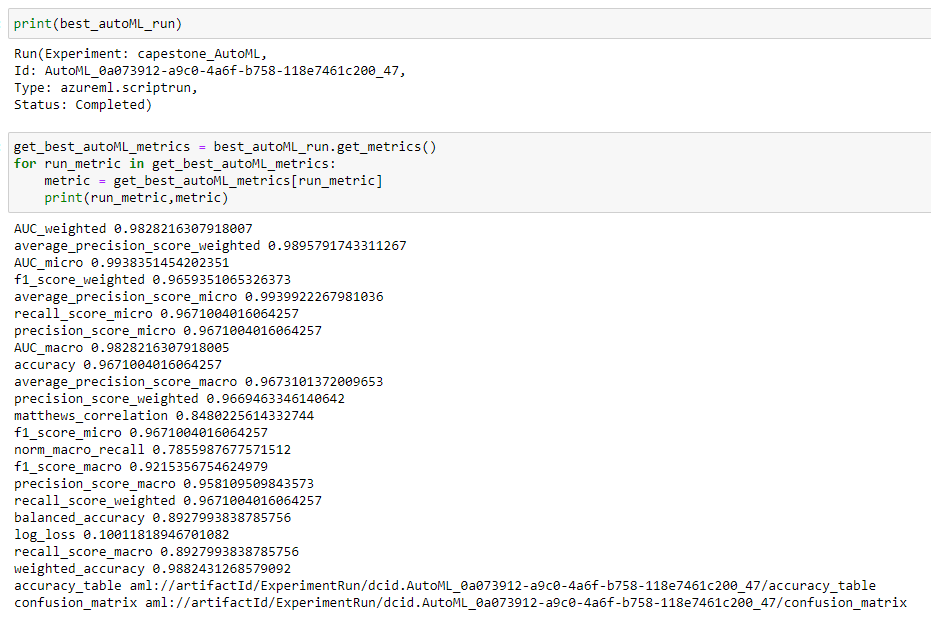 print(best_autoML_run)
Run(Experiment: capestone_AutoML,
Id: AutoML_0a073912-a9c0-4a6f-b758-118e7461c200_47,
Type: azureml.scriptrun,
Status: Completed)
get_best_autoML_metrics = best_autoML_run.get_metrics()
for run_metric in get_best_autoML_metrics:
    metric = get_best_autoML_metrics[run_metric]
    print(run_metric,metric)
AUC_weighted 0.9828216307918007
average_precision_score_weighted 0.9895791743311267
AUC_micro 0.9938351454202351
f1_score_weighted 0.9659351065326373
average_precision_score_micro 0.9939922267981036
recall_score_micro 0.9671004016064257
precision_score_micro 0.9671004016064257
AUC_macro 0.9828216307918005
accuracy 0.9671004016064257
average_precision_score_macro 0.9673101372009653
precision_score_weighted 0.9669463346140642
matthews_correlation 0.8480225614332744
f1_score_micro 0.9671004016064257
norm_macro_recall 0.7855987677571512
f1_score_macro 0.9215356754624979
precision_score_macro 0.958109509843573
recall_score_weighted 0.9671004016064257
balanced_accuracy 0.8927993838785756
log_loss 0.10011818946701082
recall_score_macro 0.8927993838785756
weighted_accuracy 0.9882431268579092
accuracy_table aml://artifactId/ExperimentRun/dcid.AutoML_0a073912-a9c0-4a6f-b758-118e7461c200_47/accuracy_table
confusion_matrix aml://artifactId/ExperimentRun/dcid.AutoML_0a073912-a9c0-4a6f-b758-118e7461c200_47/confusion_matrix